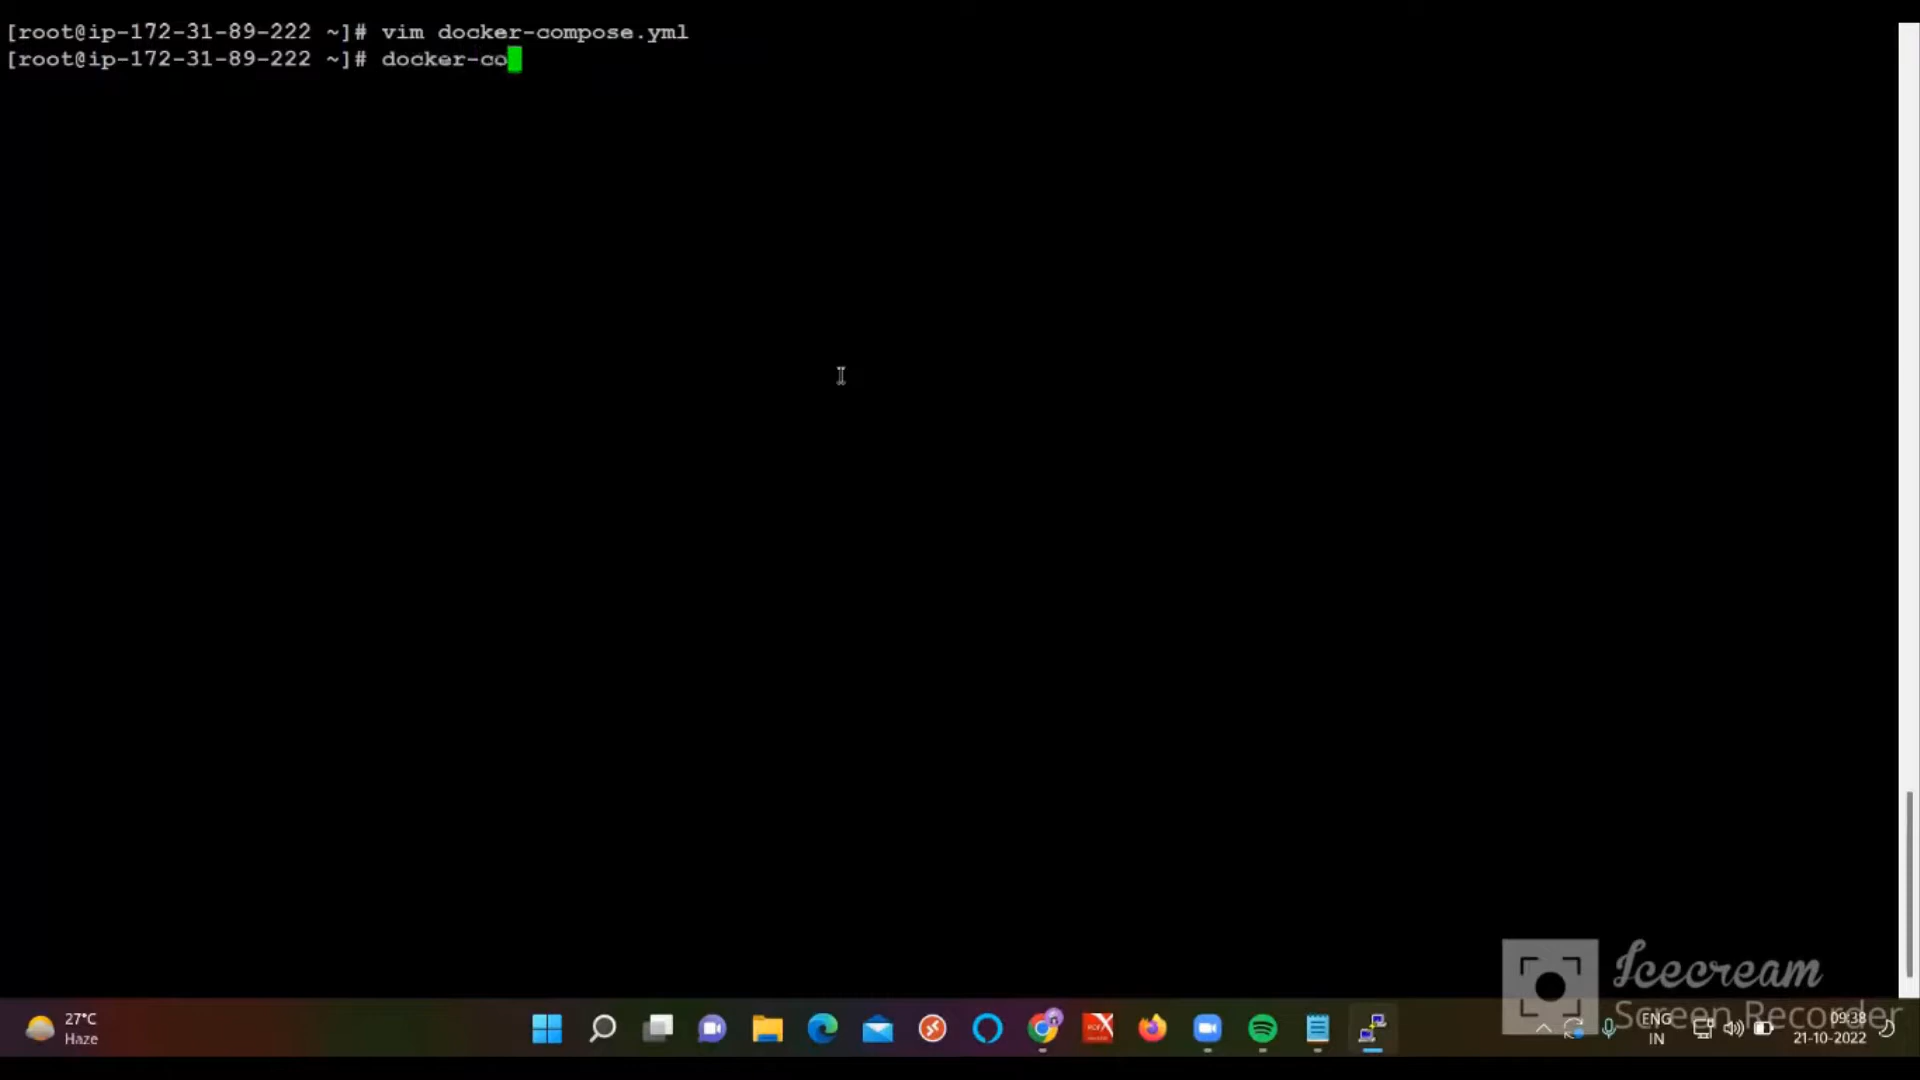 [root@ip-172-31-89-222 ~]# vim docker-compose.yml
[root@ip-172-31-89-222 ~]# docker-co
Icecream
Screen Recorder
27°C
Haze
ENG
IN
09:38
21-10-2022